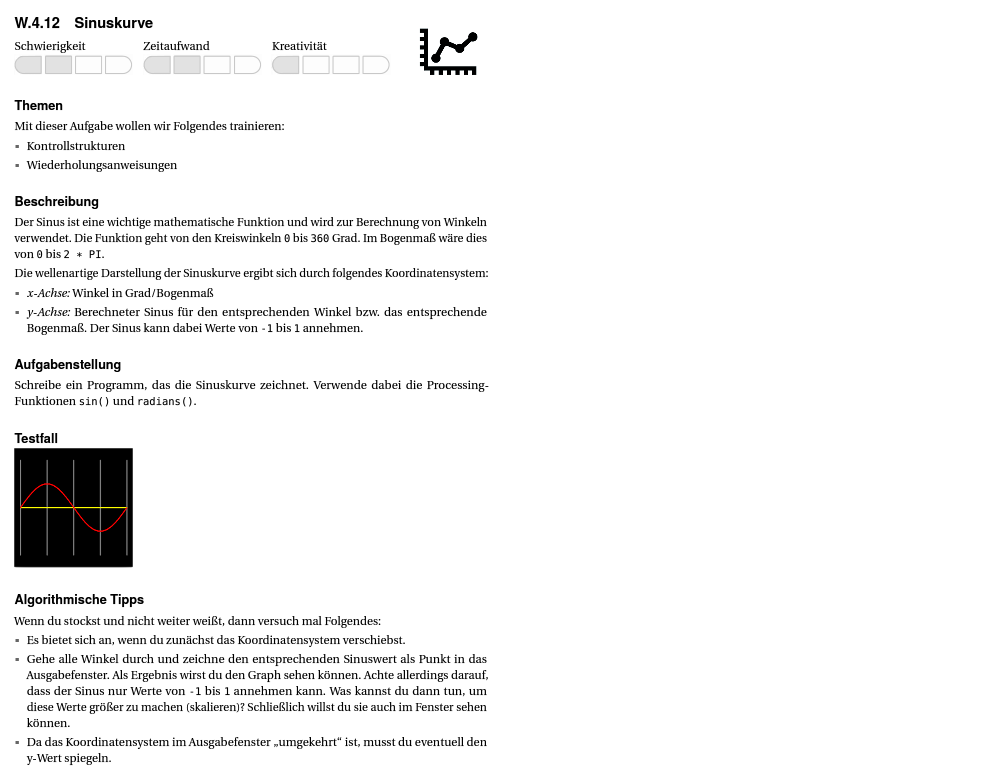 W.4.12 Sinuskurve
Schwierigkeit Zeitaufwand Kreativität
Themen
Mit dieser Aufgabe wollen wir Folgendes trainieren:
▪ Kontrollstrukturen
▪ Wiederholungsanweisungen
Beschreibung
Der Sinus ist eine wichtige mathematische Funktion und wird zur Berechnung von Winkeln
verwendet. Die Funktion geht von den Kreiswinkeln 0 bis 360 Grad. Im Bogenmaß wäre dies
von 0 bis 2 * PI.
Die wellenartige Darstellung der Sinuskurve ergibt sich durch folgendes Koordinatensystem:
▪ x-Achse: Winkel in Grad/Bogenmaß
▪ y-Achse: Berechneter Sinus für den entsprechenden Winkel bzw. das entsprechende
Bogenmaß. Der Sinus kann dabei Werte von -1 bis 1 annehmen.
Aufgabenstellung
Schreibe ein Programm, das die Sinuskurve zeichnet. Verwende dabei die Processing-
Funktionen sin() und radians().
Testfall
Algorithmische Tipps
Wenn du stockst und nicht weiter weißt, dann versuch mal Folgendes:
▪ Es bietet sich an, wenn du zunächst das Koordinatensystem verschiebst.
▪ Gehe alle Winkel durch und zeichne den entsprechenden Sinuswert als Punkt in das
Ausgabefenster. Als Ergebnis wirst du den Graph sehen können. Achte allerdings darauf,
dass der Sinus nur Werte von -1 bis 1 annehmen kann. Was kannst du dann tun, um
diese Werte größer zu machen (skalieren)? Schließlich willst du sie auch im Fenster sehen
können.
▪ Da das Koordinatensystem im Ausgabefenster „umgekehrt“ ist, musst du eventuell den
y-Wert spiegeln.